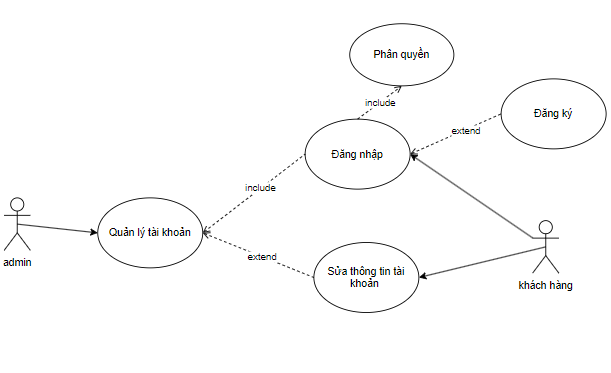 Phân quyền
include
Đăng ký
extend
Đăng nhập
include
Quản lý tài khoản
admin
extend
Sửa thông tin tài
khoản
khách hàng